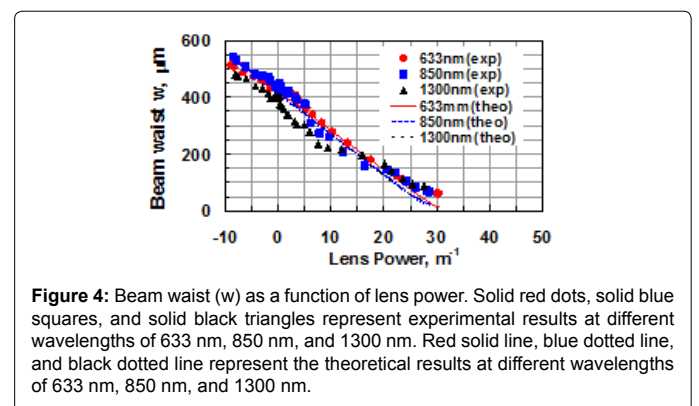 600
400
200
0
Beam waist w, µm
633nm(exp)
850nm(exp)
1300nm(exp)
633mm(theo)
850nm(theo)
1300nm(theo)
-10 0 10 20 30 40 50
Lens Power, m-1
Figure 4: Beam waist (w) as a function of lens power. Solid red dots, solid blue
squares, and solid black triangles represent experimental results at different
wavelengths of 633 nm, 850 nm, and 1300 nm. Red solid line, blue dotted line,
and black dotted line represent the theoretical results at different wavelengths
of 633 nm, 850 nm, and 1300 nm.